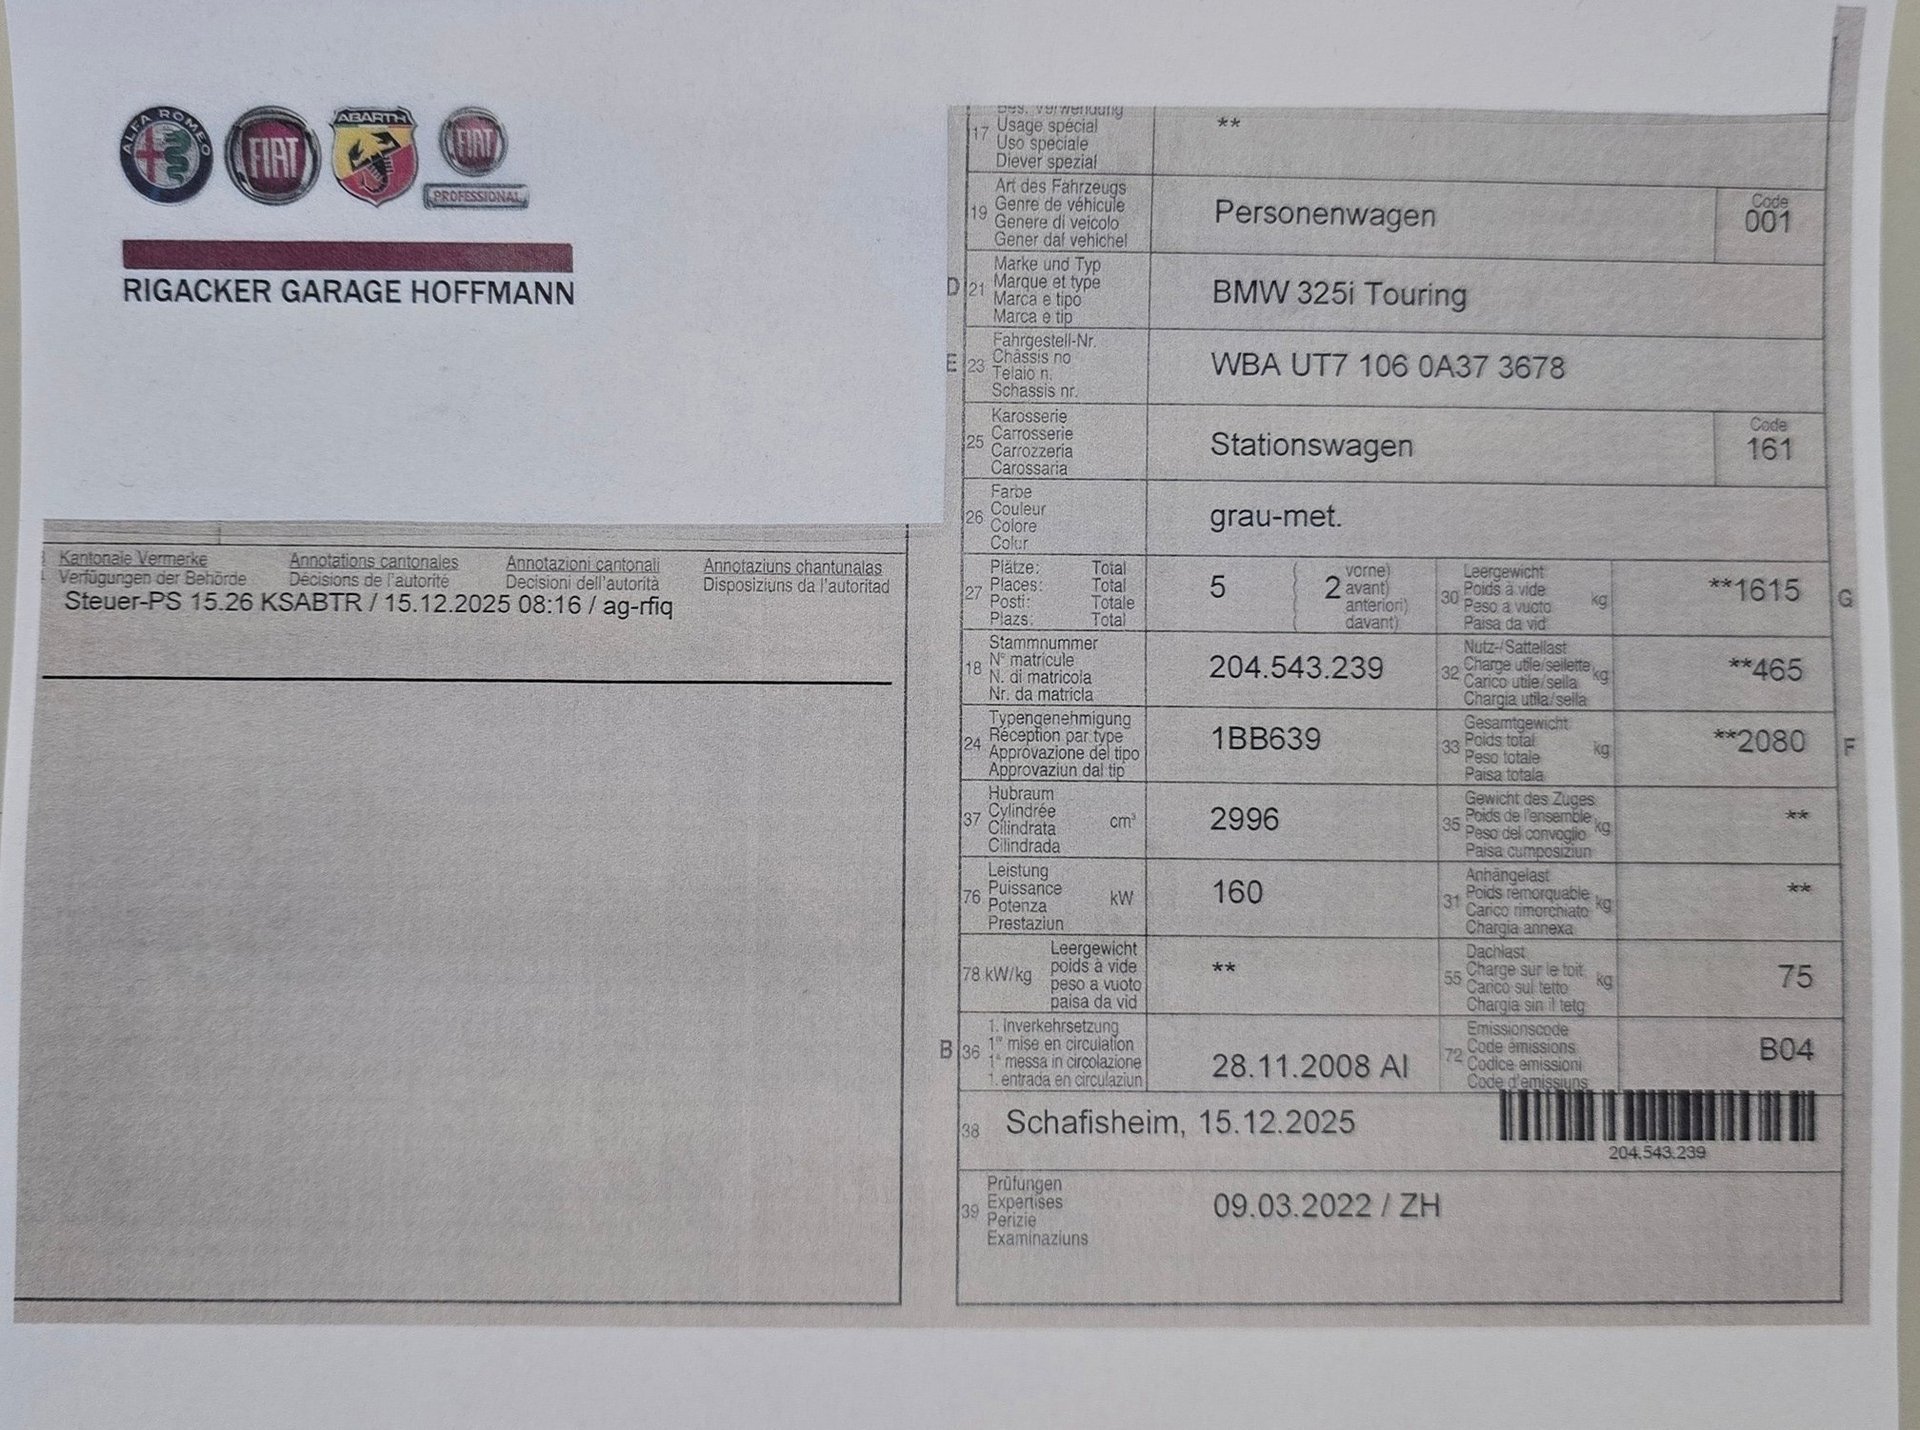 ALFA ROMEO
FIAT
ABARTH
FIAT
PROFESSIONAL
RIGACKER GARAGE HOFFMANN
Kantonale Vermerke Annotations cantonales Annotazioni cantonali Annotaziuns chantunalas
Verfügungen der Behörde Décisions de l'autorité Decisioni dell'autorità Disposiziuns da l'autoritad
Steuer-PS 15.26 KSABTR / 15.12.2025 08:16 / ag-rfiq
Bes. Verwendung
17 Usage spécial **
Uso speciale
Diever spezial
Art des Fahrzeugs
19 Genre de véhicule Personenwagen Code 001
Genere di veicolo
Gener dal vehichel
Marke und Typ
D 21 Marque et type BMW 325i Touring
Marca e tipo
Marca e tip
Fahrgestell-Nr.
E 23 Châssis no WBA UT7 106 0A37 3678
Telaio n.
Schassis nr.
Karosserie
25 Carrosserie Stationswagen Code 161
Carrozzeria
Carossaria
Farbe
26 Couleur grau-met.
Colore
Colur
27 Plätze: Total 5 ( 2 vorne)
Places: Total avant)
Posti: Totale anteriori)
Plazs: Total ( davant)
30 Leergewicht **1615 G
Poids à vide kg
Peso a vuoto
Paisa da vid
Stammnummer
18 N° matricule 204.543.239
N. di matricola
Nr. da matricla
Nutz-/Sattellast
32 Charge utile/sellette kg **465
Carico utile/sella
Chargia utila/sella
Typengenehmigung
24 Réception par type 1BB639
Approvazione del tipo
Approvaziun dal tip
Gesamtgewicht
33 Poids total kg **2080 F
Peso totale
Paisa totala
Hubraum
37 Cylindrée cm³ 2996
Cilindrata
Cilindrada
Gewicht des Zuges
35 Poids de l'ensemble kg **
Peso del convoglio
Paisa cumposiziun
Leistung
76 Puissance kW 160
Potenza
Prestaziun
Anhängelast
31 Poids remorquable kg **
Carico rimorchiato
Chargia annexa
Leergewicht
78 kW/kg poids à vide **
peso a vuoto
paisa da vid
Dachlast
55 Charge sur le toit kg 75
Carico sul tetto
Chargia sin il tetg
1. Inverkehrsetzung
B 36 1re mise en circulation 28.11.2008 AI
1a messa in circolazione
1. entrada en circulaziun
Emissionscode
72 Code émissions B04
Codice emissioni
Code d'emissiuns
38 Schafisheim, 15.12.2025
204.543.239
Prüfungen
39 Expertises 09.03.2022 / ZH
Perizie
Examinaziuns